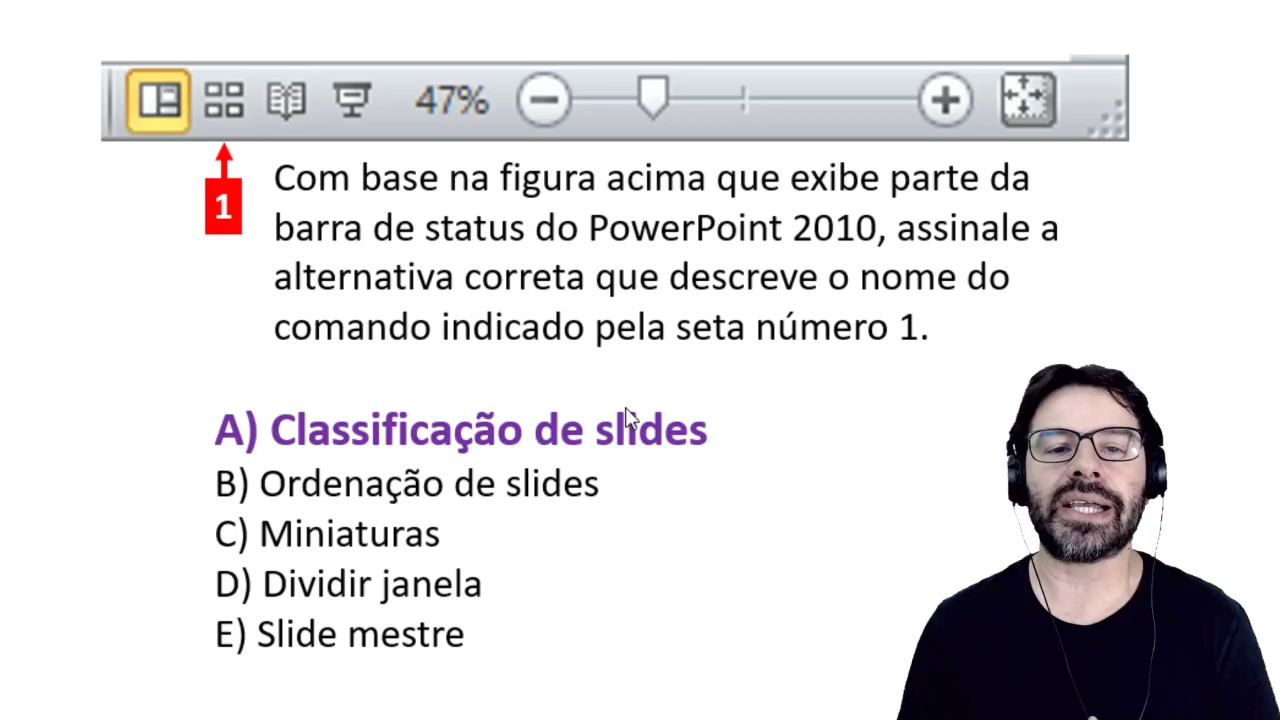 47%
1
Com base na figura acima que exibe parte da
barra de status do PowerPoint 2010, assinale a
alternativa correta que descreve o nome do
comando indicado pela seta número 1.
A) Classificação de slides
B) Ordenação de slides
C) Miniaturas
D) Dividir janela
E) Slide mestre